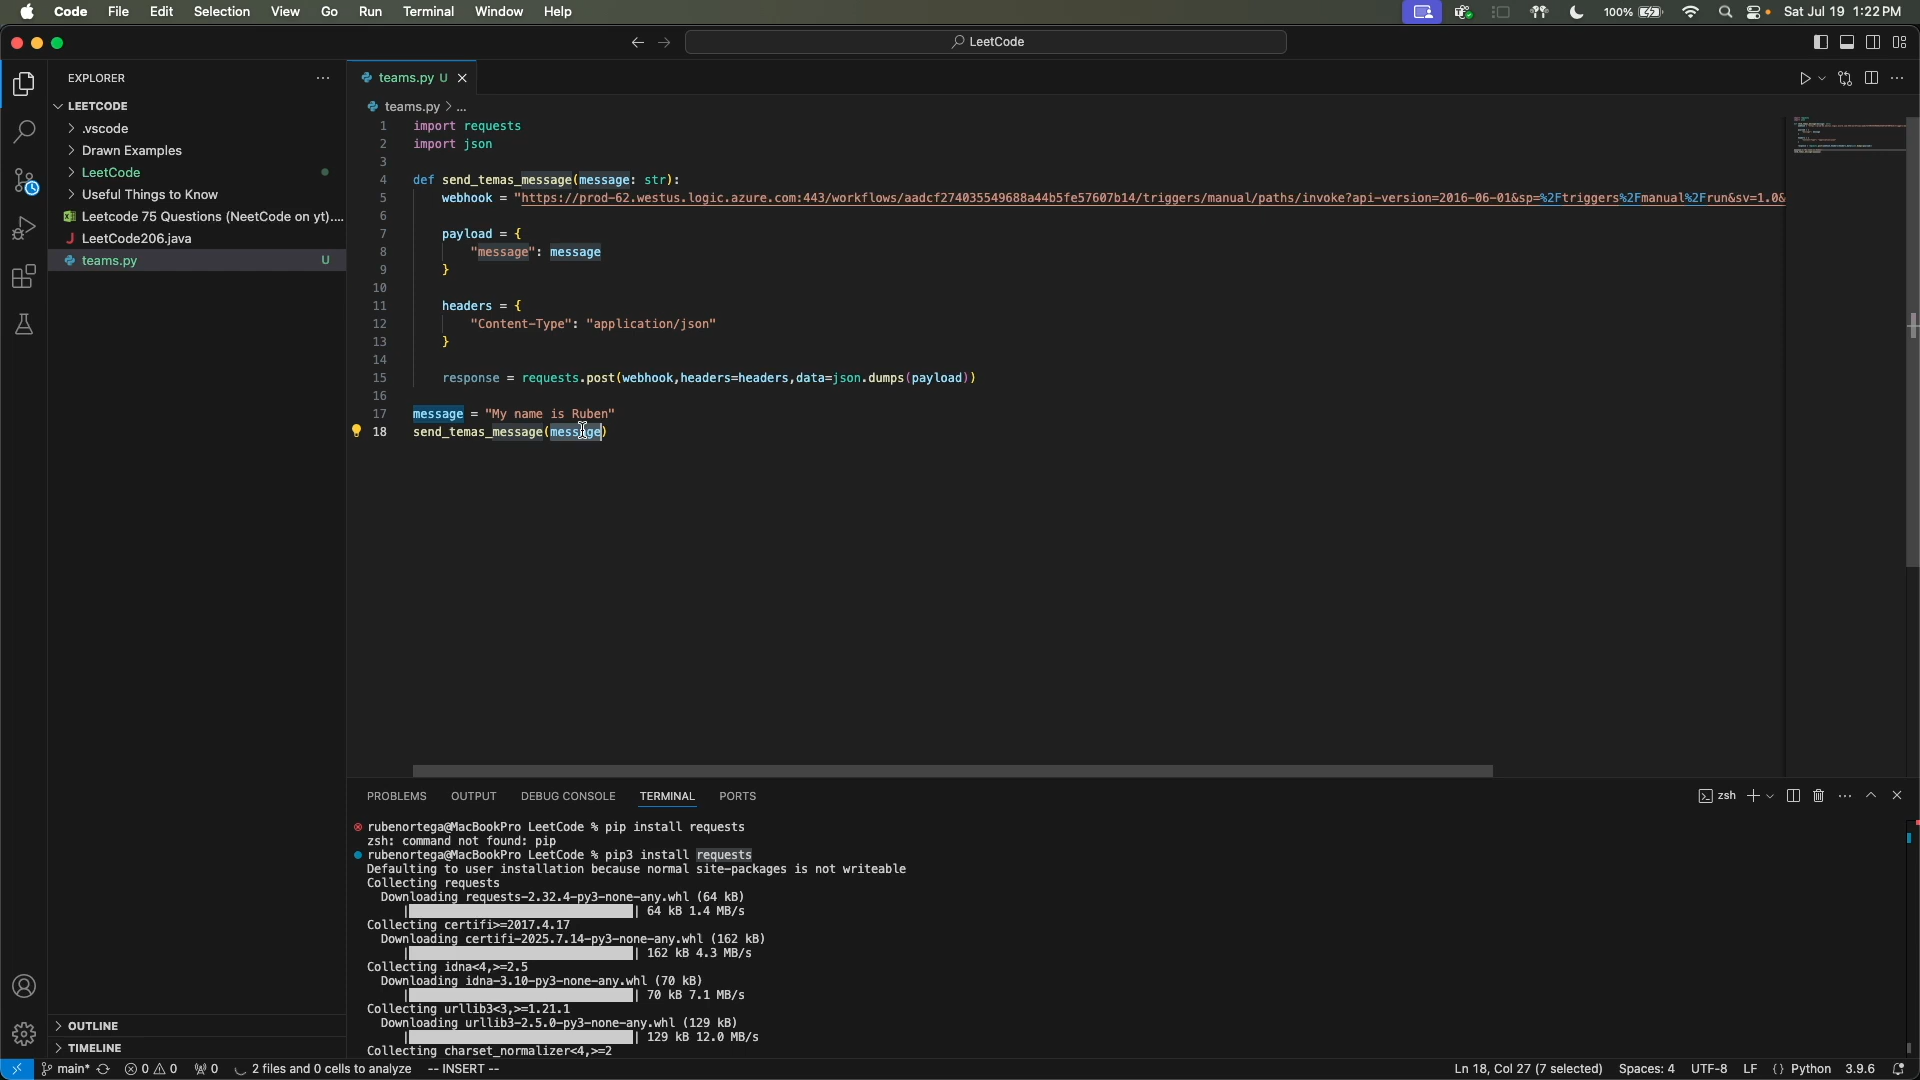 Code File Edit Selection View Go Run Terminal Window Help 100% Sat Jul 19 1:22 PM
LeetCode
EXPLORER
LEETCODE
.vscode
Drawn Examples
LeetCode
Useful Things to Know
Leetcode 75 Questions (NeetCode on yt)....
LeetCode206.java
teams.py U
OUTLINE
TIMELINE
teams.py U
teams.py > ...
1 import requests
2 import json
3
4 def send_temas_message(message: str):
5 webhook = "https://prod-62.westus.logic.azure.com:443/workflows/aadcf274035549688a44b5fe57607b14/triggers/manual/paths/invoke?api-version=2016-06-01&sp=%2Ftriggers%2Fmanual%2Frun&sv=1.0&
6
7 payload = {
8 "message": message
9 }
10
11 headers = {
12 "Content-Type": "application/json"
13 }
14
15 response = requests.post(webhook,headers=headers,data=json.dumps(payload))
16
17 message = "My name is Ruben"
18 send_temas_message(message)
PROBLEMS OUTPUT DEBUG CONSOLE TERMINAL PORTS zsh
rubenortega@MacBookPro LeetCode % pip install requests
zsh: command not found: pip
rubenortega@MacBookPro LeetCode % pip3 install requests
Defaulting to user installation because normal site-packages is not writeable
Collecting requests
Downloading requests-2.32.4-py3-none-any.whl (64 kB)
| | 64 kB 1.4 MB/s
Collecting certifi>=2017.4.17
Downloading certifi-2025.7.14-py3-none-any.whl (162 kB)
| | 162 kB 4.3 MB/s
Collecting idna<4,>=2.5
Downloading idna-3.10-py3-none-any.whl (70 kB)
| | 70 kB 7.1 MB/s
Collecting urllib3<3,>=1.21.1
Downloading urllib3-2.5.0-py3-none-any.whl (129 kB)
| | 129 kB 12.0 MB/s
Collecting charset_normalizer<4,>=2
main* 0 0 0 2 files and 0 cells to analyze -- INSERT -- Ln 18, Col 27 (7 selected) Spaces: 4 UTF-8 LF {} Python 3.9.6